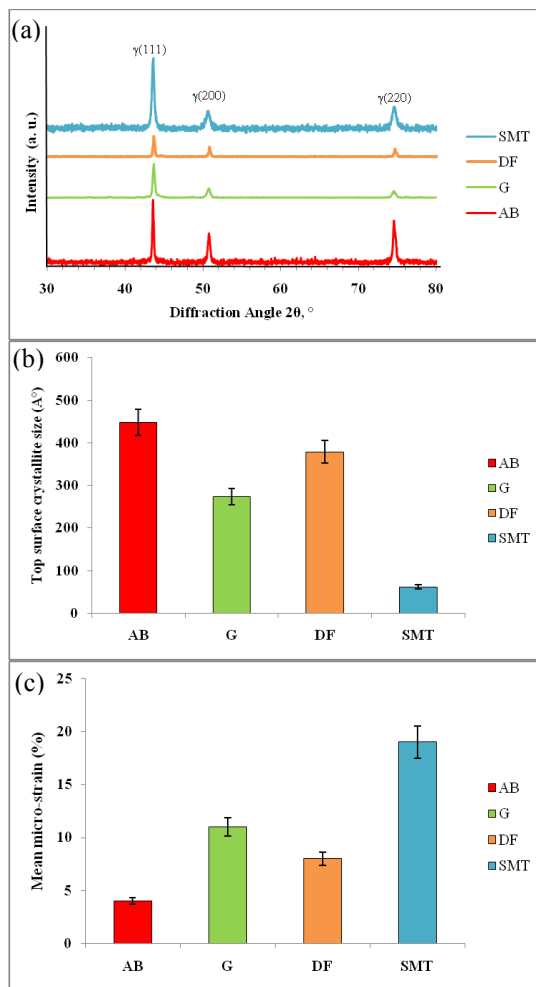 (a)
γ(111)
γ(200)
γ(220)
Intensity (a. u.)
SMT
DF
G
AB
30 40 50 60 70 80
Diffraction Angle 2θ, °
(b)
Top surface crystallite size (A°)
600
500
400
300
200
100
0
AB G DF SMT
AB
G
DF
SMT
(c)
Mean micro-strain (%)
25
20
15
10
5
0
AB G DF SMT
AB
G
DF
SMT